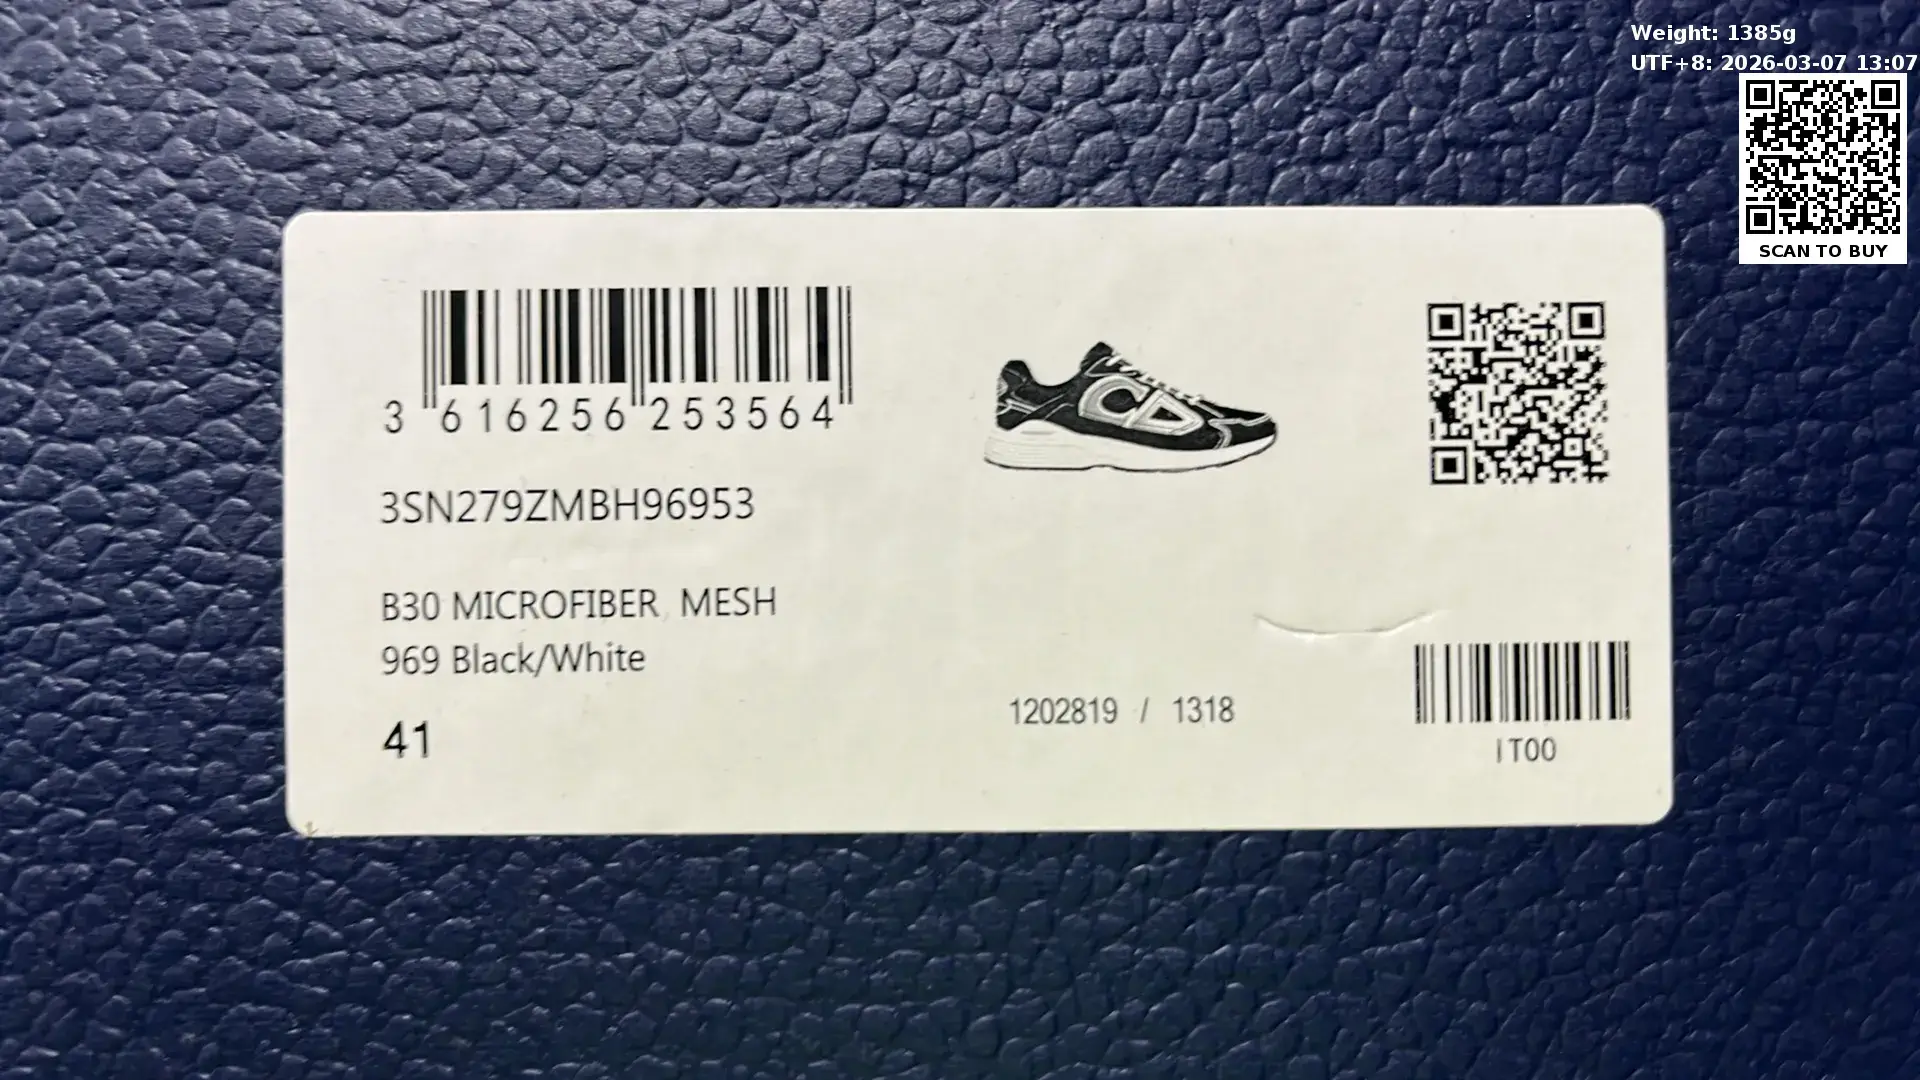 Weight: 1385g
UTF+8: 2026-03-07 13:07
SCAN TO BUY
3 616256 253564
3SN279ZMBH96953
B30 MICROFIBER, MESH
969 Black/White
41
CD
1202819 / 1318
IT00